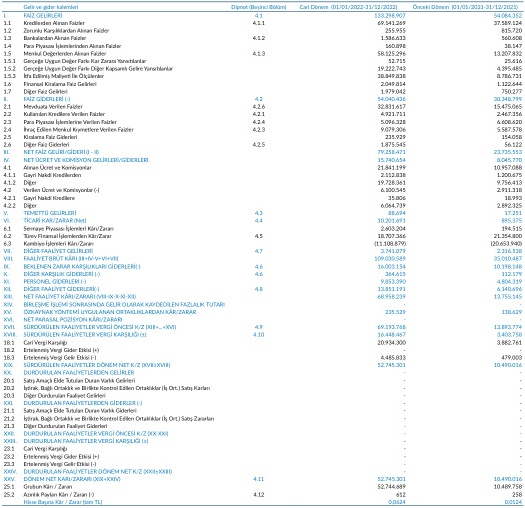 Gelir ve gider kalemleri Dipnot (Beşinci Bölüm) Cari Dönem (01/01/2022-31/12/2022) Önceki Dönem (01/01/2021-31/12/2021)
I. FAİZ GELİRLERİ 4.1 133.298.907 54.084.352
1.1 Kredilerden Alınan Faizler 4.1.1 69.141.269 37.589.124
1.2 Zorunlu Karşılıklardan Alınan Faizler 255.955 815.720
1.3 Bankalardan Alınan Faizler 4.1.2 1.586.633 560.608
1.4 Para Piyasası İşlemlerinden Alınan Faizler 160.898 38.147
1.5 Menkul Değerlerden Alınan Faizler 4.1.3 58.125.296 13.207.832
1.5.1 Gerçeğe Uygun Değer Farkı Kar Zarara Yansıtılanlar 52.715 25.616
1.5.2 Gerçeğe Uygun Değer Farkı Diğer Kapsamlı Gelire Yansıtılanlar 19.222.743 4.395.485
1.5.3 İtfa Edilmiş Maliyeti İle Ölçülenler 38.849.838 8.786.731
1.6 Finansal Kiralama Faiz Gelirleri 2.049.814 1.122.644
1.7 Diğer Faiz Gelirleri 1.979.042 750.277
II. FAİZ GİDERLERİ (-) 4.2 54.040.436 30.348.799
2.1 Mevduata Verilen Faizler 4.2.6 32.831.617 15.475.065
2.2 Kullanılan Kredilere Verilen Faizler 4.2.1 4.921.711 2.467.356
2.3 Para Piyasası İşlemlerine Verilen Faizler 4.2.4 5.096.328 6.608.620
2.4 İhraç Edilen Menkul Kıymetlere Verilen Faizler 4.2.3 9.079.306 5.587.578
2.5 Kiralama Faiz Giderleri 235.929 154.058
2.6 Diğer Faiz Giderleri 4.2.5 1.875.545 56.122
III. NET FAİZ GELİRİ/GİDERİ (I - II) 79.258.471 23.735.553
IV. NET ÜCRET VE KOMİSYON GELİRLERİ/GİDERLERİ 15.740.654 8.045.770
4.1 Alınan Ücret ve Komisyonlar 21.841.199 10.957.088
4.1.1 Gayri Nakdi Kredilerden 2.112.838 1.200.675
4.1.2 Diğer 19.728.361 9.756.413
4.2 Verilen Ücret ve Komisyonlar (-) 6.100.545 2.911.318
4.2.1 Gayri Nakdi Kredilere 35.806 18.993
4.2.2 Diğer 6.064.739 2.892.325
V. TEMETTÜ GELİRLERİ 4.3 88.694 17.251
VI. TİCARİ KAR/ZARAR (Net) 4.4 10.201.691 895.375
6.1 Sermaye Piyasası İşlemleri Kârı/Zararı 2.603.204 194.515
6.2 Türev Finansal İşlemlerden Kâr/Zarar 4.5 18.707.366 21.354.800
6.3 Kambiyo İşlemleri Kârı/Zararı (11.108.879) (20.653.940)
VII. DİĞER FAALİYET GELİRLERİ 4.7 3.741.079 2.316.538
VIII. FAALİYET BRÜT KÂRI (III+IV+V+VI+VII) 109.030.589 35.010.487
IX. BEKLENEN ZARAR KARŞILIKLARI GİDERLERİ(-) 4.6 16.003.154 10.198.148
X. DİĞER KARŞILIK GİDERLERİ (-) 4.6 364.615 112.179
XI. PERSONEL GİDERLERİ (-) 9.853.390 4.804.319
XII. DİĞER FAALİYET GİDERLERİ(-) 4.8 13.851.191 6.140.696
XIII. NET FAALİYET KÂRI/ZARARI (VIII-IX-X-XI-XII) 68.958.239 13.755.145
XIV. BİRLEŞME İŞLEMİ SONRASINDA GELİR OLARAK KAYDEDİLEN FAZLALIK TUTARI - -
XV. ÖZKAYNAK YÖNTEMİ UYGULANAN ORTAKLIKLARDAN KÂR/ZARAR 235.529 138.629
XVI. NET PARASAL POZİSYON KÂRI/ZARARI - -
XVII. SÜRDÜRÜLEN FAALİYETLER VERGİ ÖNCESİ K/Z (XIII+...+XVI) 4.9 69.193.768 13.893.774
XVIII. SÜRDÜRÜLEN FAALİYETLER VERGİ KARŞILIĞI (±) 4.10 16.448.467 3.403.758
18.1 Cari Vergi Karşılığı 20.934.300 3.882.761
18.2 Ertelenmiş Vergi Gider Etkisi (+) - -
18.3 Ertelenmiş Vergi Gelir Etkisi (-) 4.485.833 479.003
XIX. SÜRDÜRÜLEN FAALİYETLER DÖNEM NET K/Z (XVII±XVIII) 52.745.301 10.490.016
XX. DURDURULAN FAALİYETLERDEN GELİRLER - -
20.1 Satış Amaçlı Elde Tutulan Duran Varlık Gelirleri - -
20.2 İştirak, Bağlı Ortaklık ve Birlikte Kontrol Edilen Ortaklıklar (İş Ort.) Satış Karları - -
20.3 Diğer Durdurulan Faaliyet Gelirleri - -
XXI. DURDURULAN FAALİYETLERDEN GİDERLER (-) - -
21.1 Satış Amaçlı Elde Tutulan Duran Varlık Giderleri - -
21.2 İştirak, Bağlı Ortaklık ve Birlikte Kontrol Edilen Ortaklıklar (İş Ort.) Satış Zararları - -
21.3 Diğer Durdurulan Faaliyet Giderleri - -
XXII. DURDURULAN FAALİYETLER VERGİ ÖNCESİ K/Z (XX-XXI) - -
XXIII. DURDURULAN FAALİYETLER VERGİ KARŞILIĞI (±) - -
23.1 Cari Vergi Karşılığı - -
23.2 Ertelenmiş Vergi Gider Etkisi (+) - -
23.3 Ertelenmiş Vergi Gelir Etkisi (-) - -
XXIV. DURDURULAN FAALİYETLER DÖNEM NET K/Z (XXII±XXIII) - -
XXV. DÖNEM NET KARI/ZARARI (XIX+XXIV) 4.11 52.745.301 10.490.016
25.1 Grubun Kârı / Zararı 52.744.689 10.489.758
25.2 Azınlık Payları Kârı / Zararı (-) 4.12 612 258
Hisse Başına Kâr / Zarar (tam TL) 0,0624 0,0124